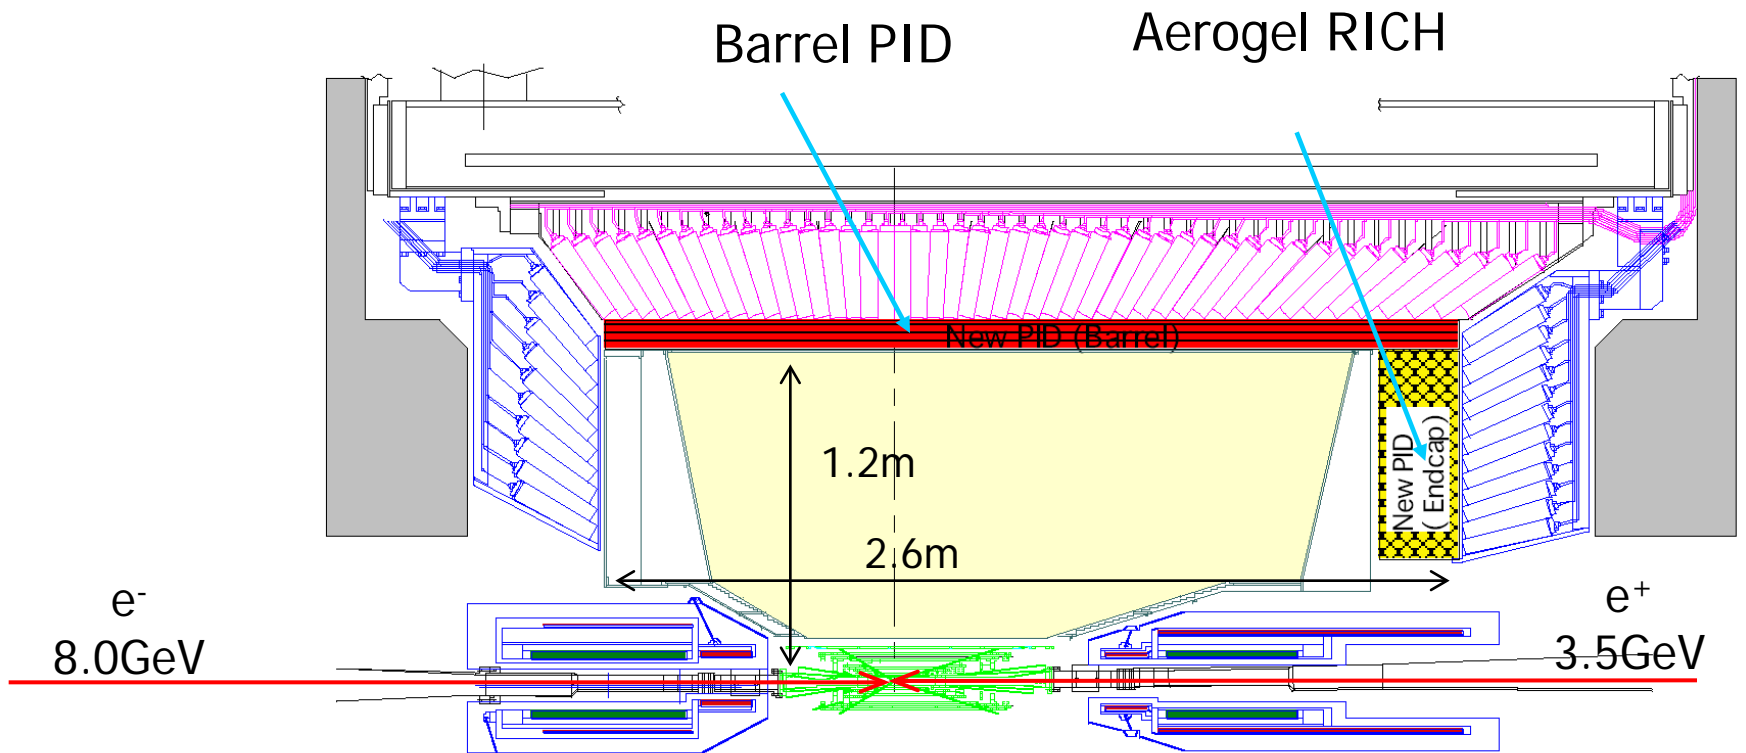 Barrel PID
Aerogel RICH
New PID (Barrel)
1.2m
New PID
( Endcap)
2.6m
e-
8.0GeV
e+
3.5GeV